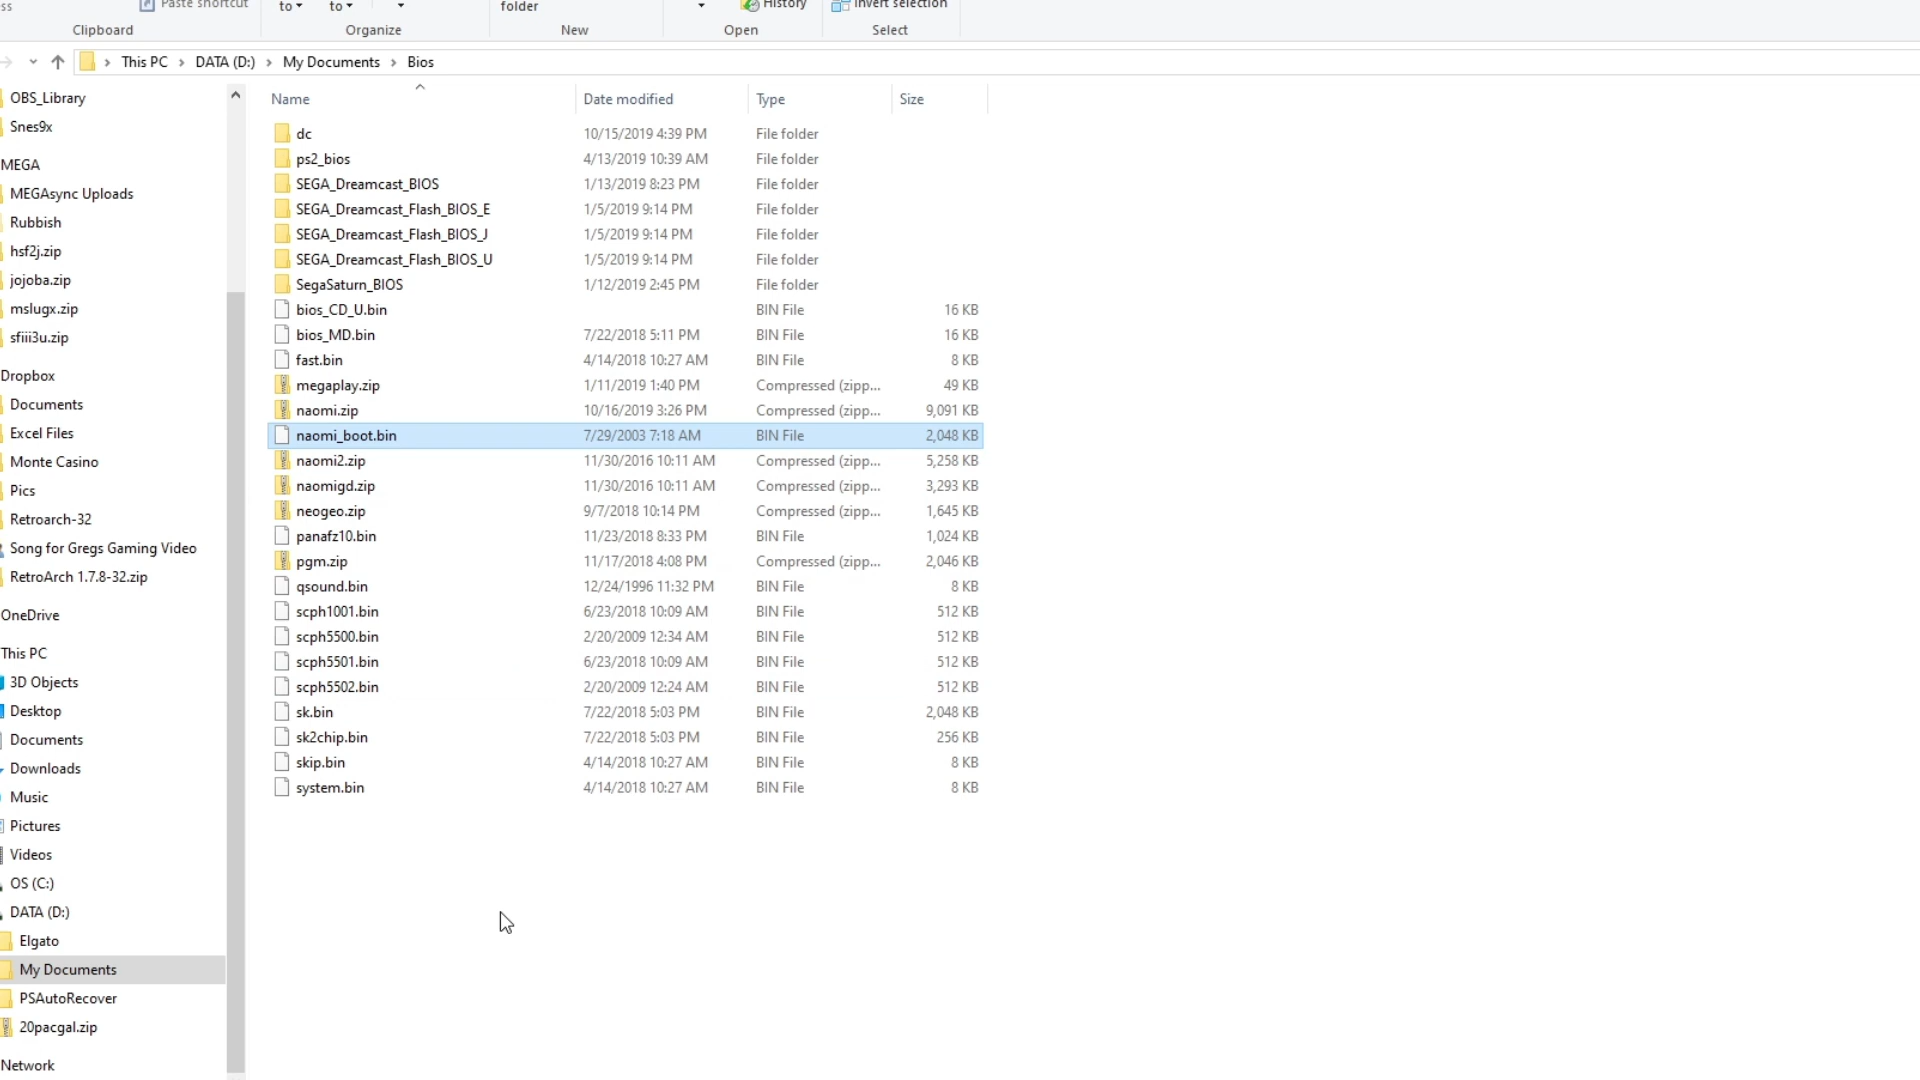 ss
Paste shortcut
to
to
folder
History
Invert selection
Clipboard
Organize
New
Open
Select
This PC > DATA (D:) > My Documents > Bios
OBS_Library
Snes9x
MEGA
MEGAsync Uploads
Rubbish
hsf2j.zip
jojoba.zip
mslugx.zip
sfiii3u.zip
Dropbox
Documents
Excel Files
Monte Casino
Pics
Retroarch-32
Song for Gregs Gaming Video
RetroArch 1.7.8-32.zip
OneDrive
This PC
3D Objects
Desktop
Documents
Downloads
Music
Pictures
Videos
OS (C:)
DATA (D:)
Elgato
My Documents
PSAutoRecover
20pacgal.zip
Network
Name Date modified Type Size
dc 10/15/2019 4:39 PM File folder
ps2_bios 4/13/2019 10:39 AM File folder
SEGA_Dreamcast_BIOS 1/13/2019 8:23 PM File folder
SEGA_Dreamcast_Flash_BIOS_E 1/5/2019 9:14 PM File folder
SEGA_Dreamcast_Flash_BIOS_J 1/5/2019 9:14 PM File folder
SEGA_Dreamcast_Flash_BIOS_U 1/5/2019 9:14 PM File folder
SegaSaturn_BIOS 1/12/2019 2:45 PM File folder
bios_CD_U.bin BIN File 16 KB
bios_MD.bin 7/22/2018 5:11 PM BIN File 16 KB
fast.bin 4/14/2018 10:27 AM BIN File 8 KB
megaplay.zip 1/11/2019 1:40 PM Compressed (zipp... 49 KB
naomi.zip 10/16/2019 3:26 PM Compressed (zipp... 9,091 KB
naomi_boot.bin 7/29/2003 7:18 AM BIN File 2,048 KB
naomi2.zip 11/30/2016 10:11 AM Compressed (zipp... 5,258 KB
naomigd.zip 11/30/2016 10:11 AM Compressed (zipp... 3,293 KB
neogeo.zip 9/7/2018 10:14 PM Compressed (zipp... 1,645 KB
panafz10.bin 11/23/2018 8:33 PM BIN File 1,024 KB
pgm.zip 11/17/2018 4:08 PM Compressed (zipp... 2,046 KB
qsound.bin 12/24/1996 11:32 PM BIN File 8 KB
scph1001.bin 6/23/2018 10:09 AM BIN File 512 KB
scph5500.bin 2/20/2009 12:34 AM BIN File 512 KB
scph5501.bin 6/23/2018 10:09 AM BIN File 512 KB
scph5502.bin 2/20/2009 12:24 AM BIN File 512 KB
sk.bin 7/22/2018 5:03 PM BIN File 2,048 KB
sk2chip.bin 7/22/2018 5:03 PM BIN File 256 KB
skip.bin 4/14/2018 10:27 AM BIN File 8 KB
system.bin 4/14/2018 10:27 AM BIN File 8 KB